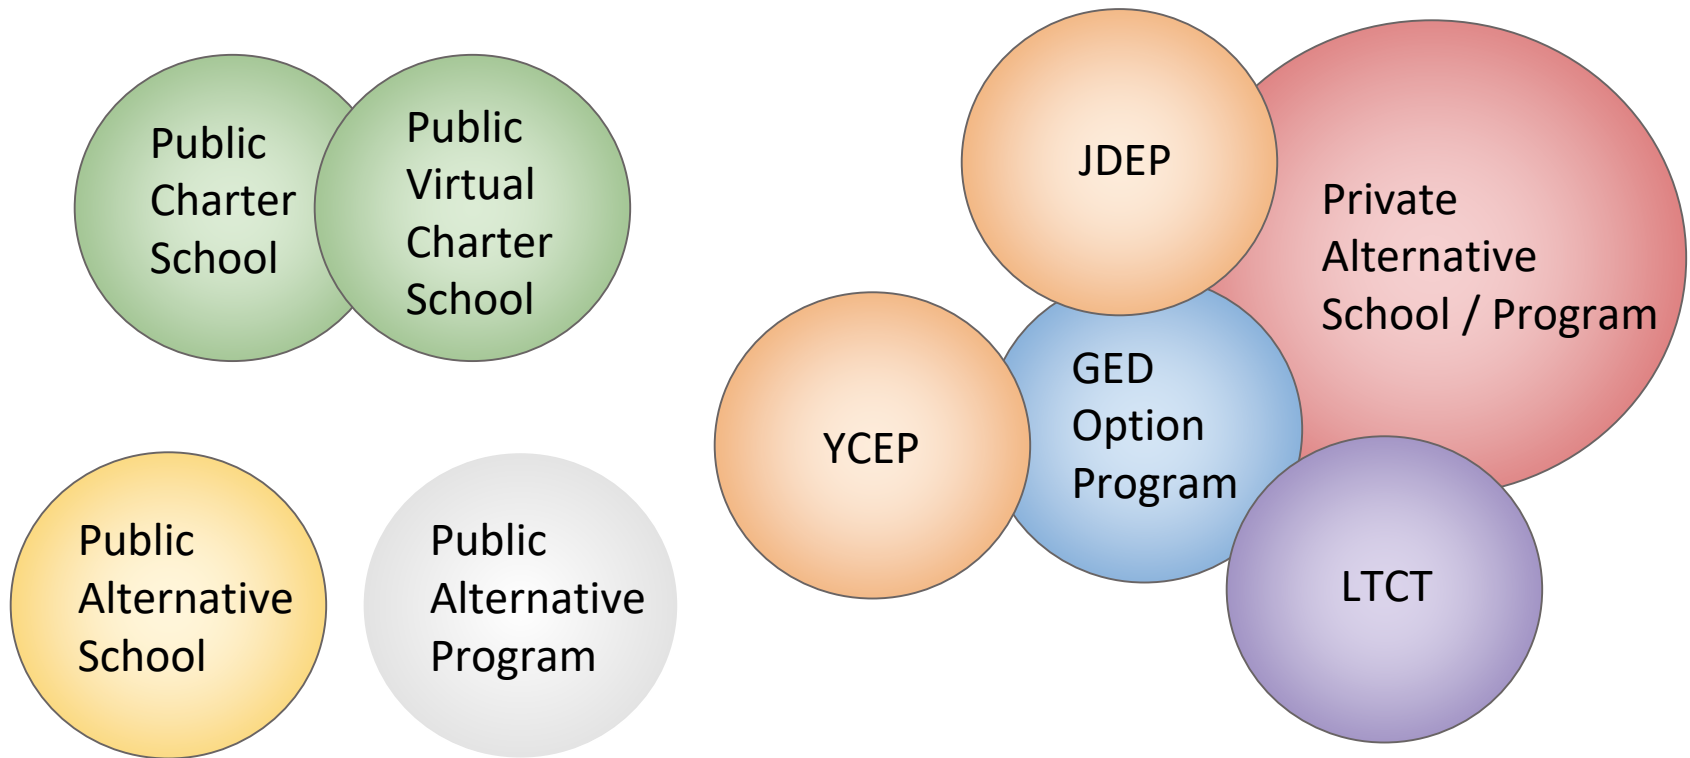 Public
Charter
School
Public
Virtual
Charter
School
JDEP
Private
Alternative
School / Program
YCEP
GED
Option
Program
LTCT
Public
Alternative
School
Public
Alternative
Program